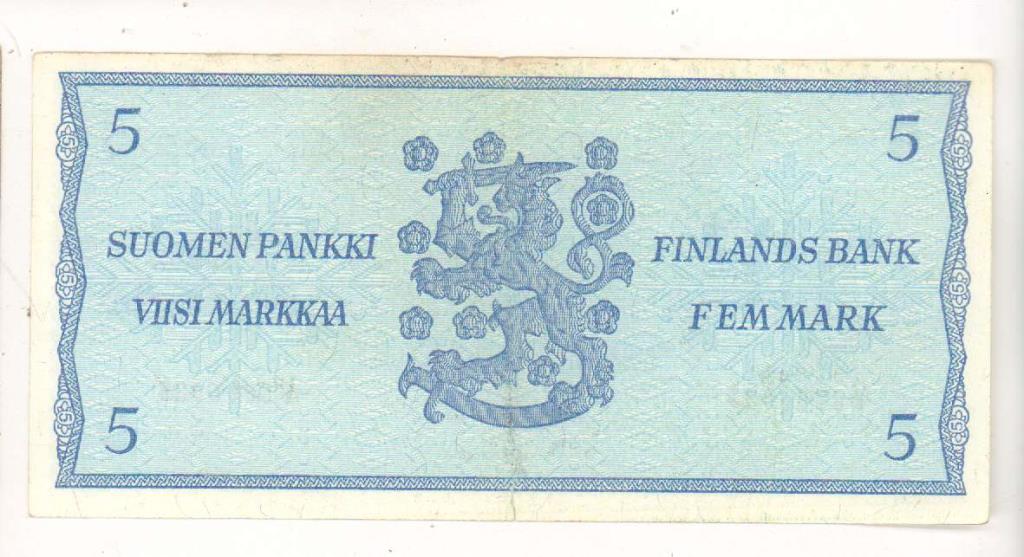 5 5
SUOMEN PANKKI FINLANDS BANK
VIISI MARKKAA FEM MARK
5 5